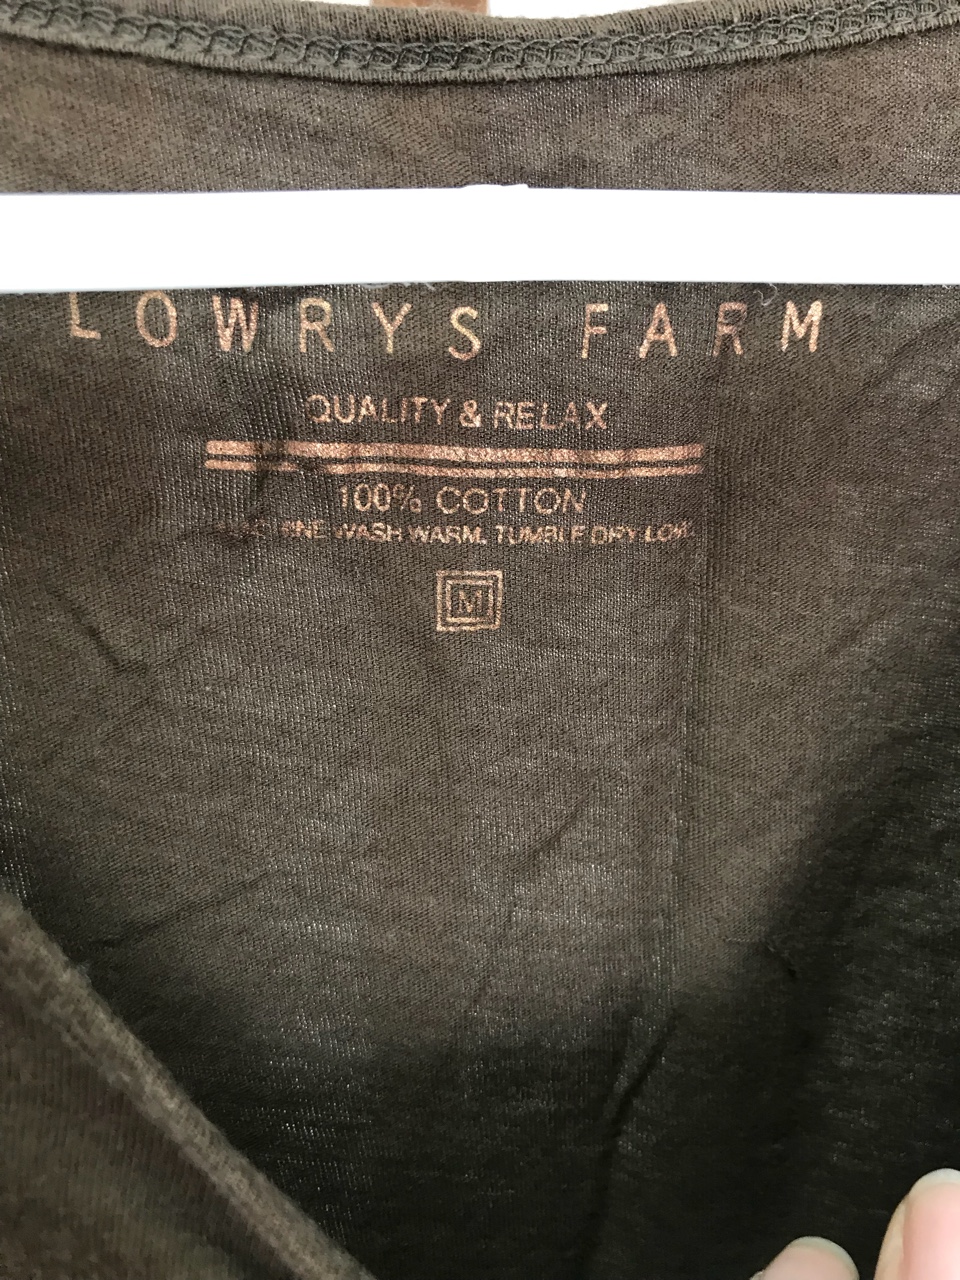 LOWRYS FARM
QUALITY & RELAX
100% COTTON
WASH WARM. TUMBLE DRY LOW.
M